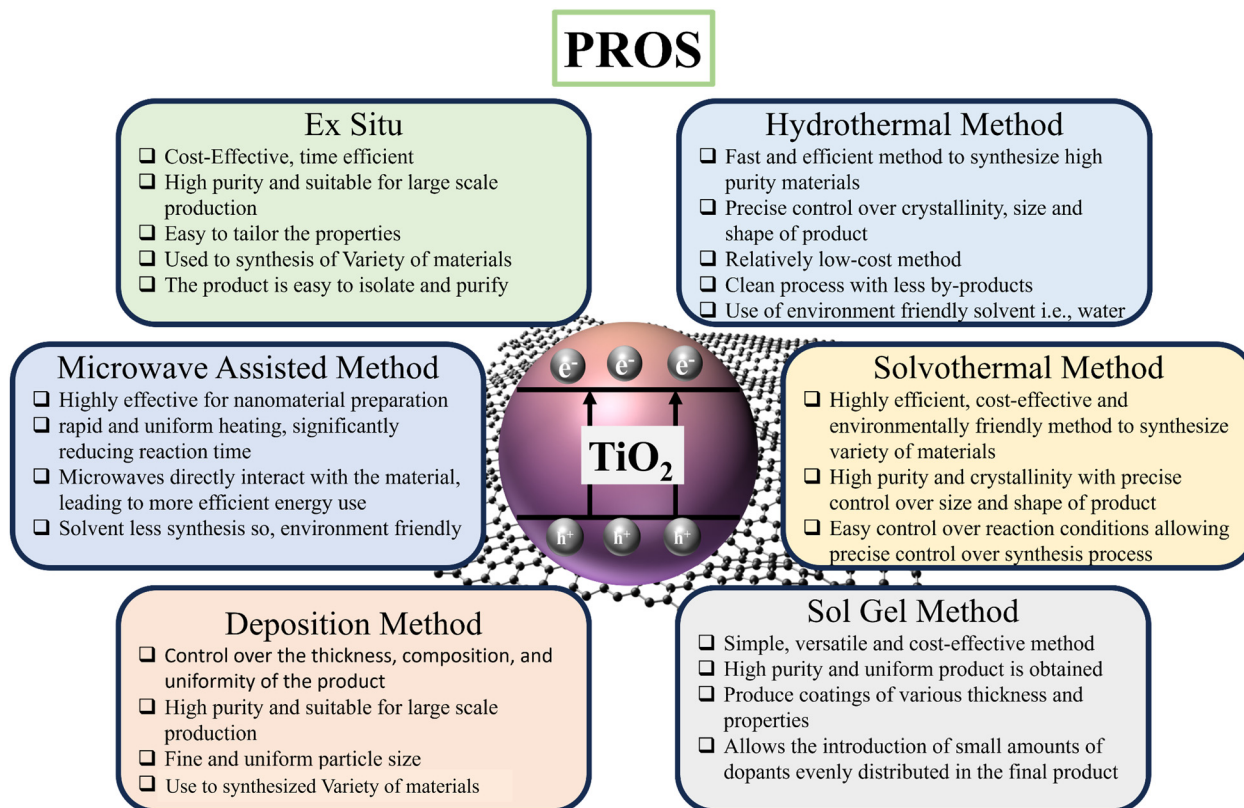 PROS
Ex Situ
❑ Cost-Effective, time efficient
❑ High purity and suitable for large scale
production
❑ Easy to tailor the properties
❑ Used to synthesis of Variety of materials
❑ The product is easy to isolate and purify
Hydrothermal Method
❑ Fast and efficient method to synthesize high
purity materials
❑ Precise control over crystallinity, size and
shape of product
❑ Relatively low-cost method
❑ Clean process with less by-products
❑ Use of environment friendly solvent i.e., water
Microwave Assisted Method
❑ Highly effective for nanomaterial preparation
❑ rapid and uniform heating, significantly
reducing reaction time
❑ Microwaves directly interact with the material,
leading to more efficient energy use
❑ Solvent less synthesis so, environment friendly
e⁻ e⁻ e⁻
TiO₂
h⁺ h⁺ h⁺
Solvothermal Method
❑ Highly efficient, cost-effective and
environmentally friendly method to synthesize
variety of materials
❑ High purity and crystallinity with precise
control over size and shape of product
❑ Easy control over reaction conditions allowing
precise control over synthesis process
Deposition Method
❑ Control over the thickness, composition, and
uniformity of the product
❑ High purity and suitable for large scale
production
❑ Fine and uniform particle size
❑ Use to synthesized Variety of materials
Sol Gel Method
❑ Simple, versatile and cost-effective method
❑ High purity and uniform product is obtained
❑ Produce coatings of various thickness and
properties
❑ Allows the introduction of small amounts of
dopants evenly distributed in the final product